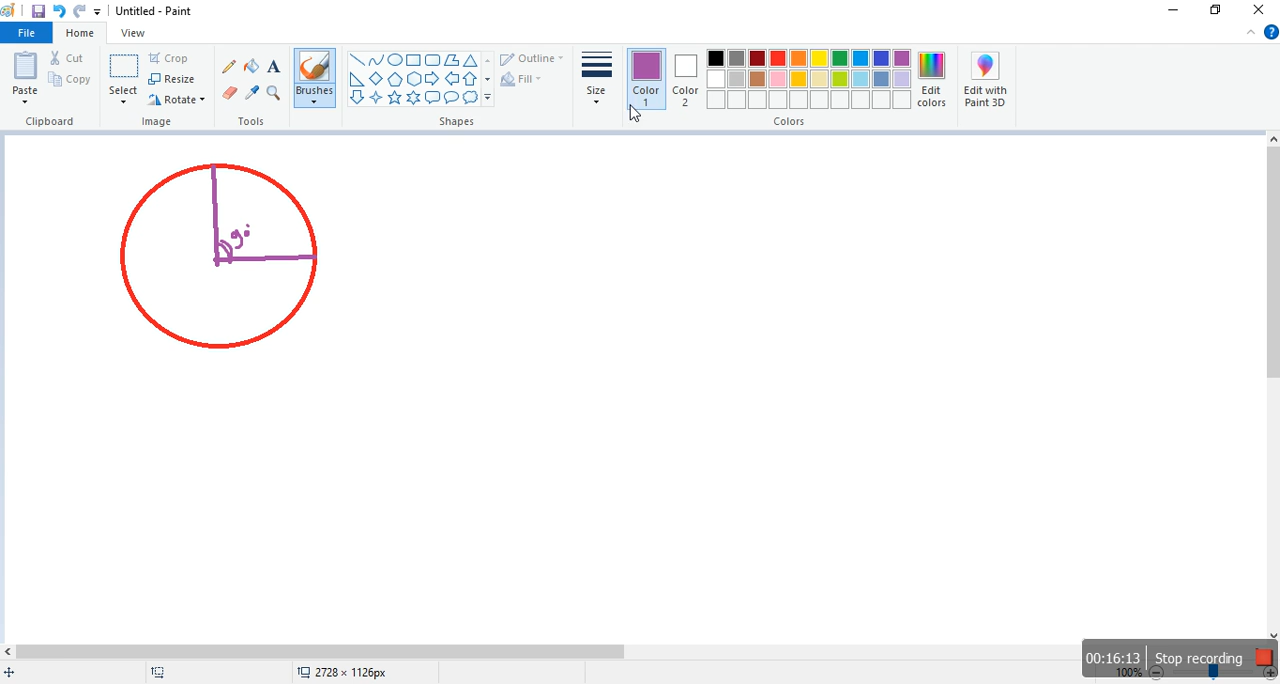 Untitled - Paint
File Home View
Paste
Cut
Copy
Clipboard
Select
Crop
Resize
Rotate
Image
Tools
Brushes
Shapes
Outline
Fill
Size
Color 1
Color 2
Edit colors
Colors
Edit with Paint 3D
90°
2728 × 1126px
100%
00:16:13 Stop recording